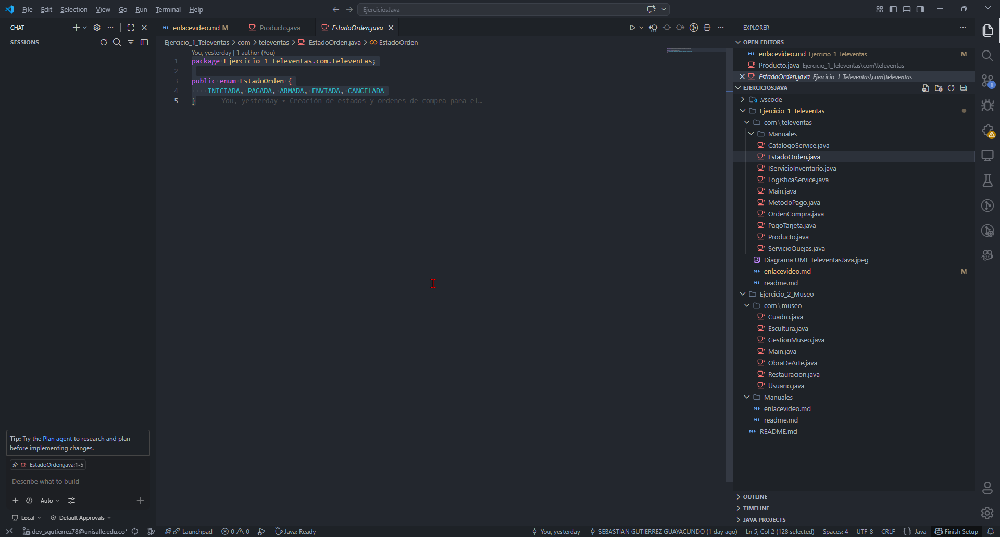 File Edit Selection View Go Run Terminal Help
EjerciciosJava
CHAT
SESSIONS
enlacevideo.md M
Producto.java
EstadoOrden.java
Ejercicio_1_Televentas > com > televentas > EstadoOrden.java > EstadoOrden
You, yesterday | 1 author (You)
1 package Ejercicio_1_Televentas.com.televentas;
2
3 public enum EstadoOrden {
4 INICIADA, PAGADA, ARMADA, ENVIADA, CANCELADA
5 } You, yesterday • Creación de estados y ordenes de compra para el…
Tip: Try the Plan agent to research and plan
before implementing changes.
EstadoOrden.java:1-5
Describe what to build
Auto
Local Default Approvals
EXPLORER
OPEN EDITORS
enlacevideo.md Ejercicio_1_Televentas M
Producto.java Ejercicio_1_Televentas\com\televentas
EstadoOrden.java Ejercicio_1_Televentas\com\televentas
EJERCICIOSJAVA
.vscode
Ejercicio_1_Televentas
com\televentas
Manuales
CatalogoService.java
EstadoOrden.java
IServicioInventario.java
LogisticaService.java
Main.java
MetodoPago.java
OrdenCompra.java
PagoTarjeta.java
Producto.java
ServicioQuejas.java
Diagrama UML TeleventasJava.jpeg
enlacevideo.md M
readme.md
Ejercicio_2_Museo
com\museo
Cuadro.java
Escultura.java
GestionMuseo.java
Main.java
ObraDeArte.java
Restauracion.java
Usuario.java
Manuales
enlacevideo.md
readme.md
README.md
OUTLINE
TIMELINE
JAVA PROJECTS
1
dev_sgutierrez78@unisalle.edu.co* Launchpad 0 0 Java: Ready You, yesterday SEBASTIAN GUTIERREZ GUAYACUNDO (1 day ago) Ln 5, Col 2 (128 selected) Spaces: 4 UTF-8 CRLF { } Java Finish Setup